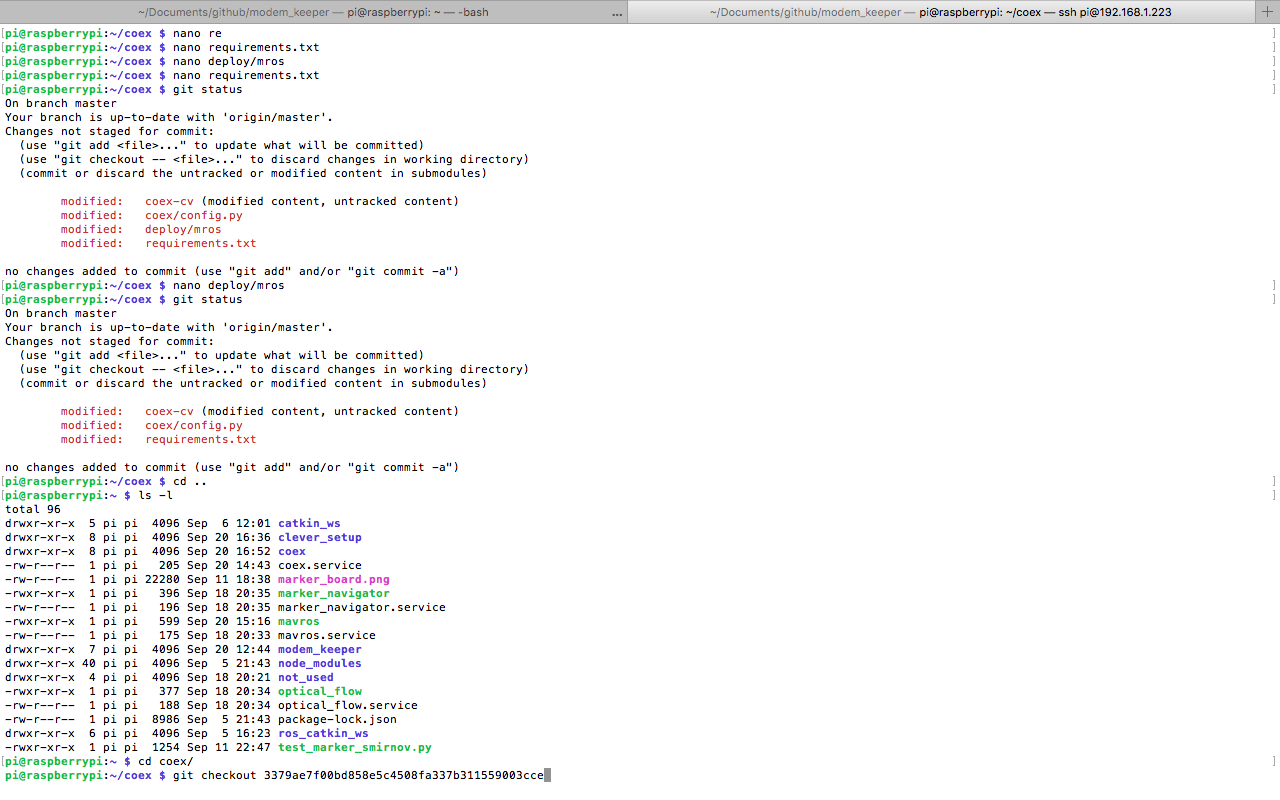 ~/Documents/github/modem_keeper — pi@raspberrypi: ~ — -bash ... ~/Documents/github/modem_keeper — pi@raspberrypi: ~/coex — ssh pi@192.168.1.223 +
[pi@raspberrypi:~/coex $ nano re ]
[pi@raspberrypi:~/coex $ nano requirements.txt ]
[pi@raspberrypi:~/coex $ nano deploy/mros ]
[pi@raspberrypi:~/coex $ nano requirements.txt ]
[pi@raspberrypi:~/coex $ git status ]
On branch master
Your branch is up-to-date with 'origin/master'.
Changes not staged for commit:
  (use "git add <file>..." to update what will be committed)
  (use "git checkout -- <file>..." to discard changes in working directory)
  (commit or discard the untracked or modified content in submodules)
        modified:   coex-cv (modified content, untracked content)
        modified:   coex/config.py
        modified:   deploy/mros
        modified:   requirements.txt
no changes added to commit (use "git add" and/or "git commit -a")
[pi@raspberrypi:~/coex $ nano deploy/mros ]
[pi@raspberrypi:~/coex $ git status ]
On branch master
Your branch is up-to-date with 'origin/master'.
Changes not staged for commit:
  (use "git add <file>..." to update what will be committed)
  (use "git checkout -- <file>..." to discard changes in working directory)
  (commit or discard the untracked or modified content in submodules)
        modified:   coex-cv (modified content, untracked content)
        modified:   coex/config.py
        modified:   requirements.txt
no changes added to commit (use "git add" and/or "git commit -a")
[pi@raspberrypi:~/coex $ cd .. ]
[pi@raspberrypi:~ $ ls -l ]
total 96
drwxr-xr-x  5 pi pi  4096 Sep  6 12:01 catkin_ws
drwxr-xr-x  8 pi pi  4096 Sep 20 16:36 clever_setup
drwxr-xr-x  8 pi pi  4096 Sep 20 16:52 coex
-rw-r--r--  1 pi pi   205 Sep 20 14:43 coex.service
-rw-r--r--  1 pi pi 22280 Sep 11 18:38 marker_board.png
-rwxr-xr-x  1 pi pi   396 Sep 18 20:35 marker_navigator
-rw-r--r--  1 pi pi   196 Sep 18 20:35 marker_navigator.service
-rwxr-xr-x  1 pi pi   599 Sep 20 15:16 mavros
-rw-r--r--  1 pi pi   175 Sep 18 20:33 mavros.service
drwxr-xr-x  7 pi pi  4096 Sep 20 12:44 modem_keeper
drwxr-xr-x 40 pi pi  4096 Sep  5 21:43 node_modules
drwxr-xr-x  4 pi pi  4096 Sep 18 20:21 not_used
-rwxr-xr-x  1 pi pi   377 Sep 18 20:34 optical_flow
-rw-r--r--  1 pi pi   188 Sep 18 20:34 optical_flow.service
-rw-r--r--  1 pi pi  8986 Sep  5 21:43 package-lock.json
drwxr-xr-x  6 pi pi  4096 Sep  5 16:23 ros_catkin_ws
-rwxr-xr-x  1 pi pi  1254 Sep 11 22:47 test_marker_smirnov.py
[pi@raspberrypi:~ $ cd coex/ ]
pi@raspberrypi:~/coex $ git checkout 3379ae7f00bd858e5c4508fa337b311559003cce